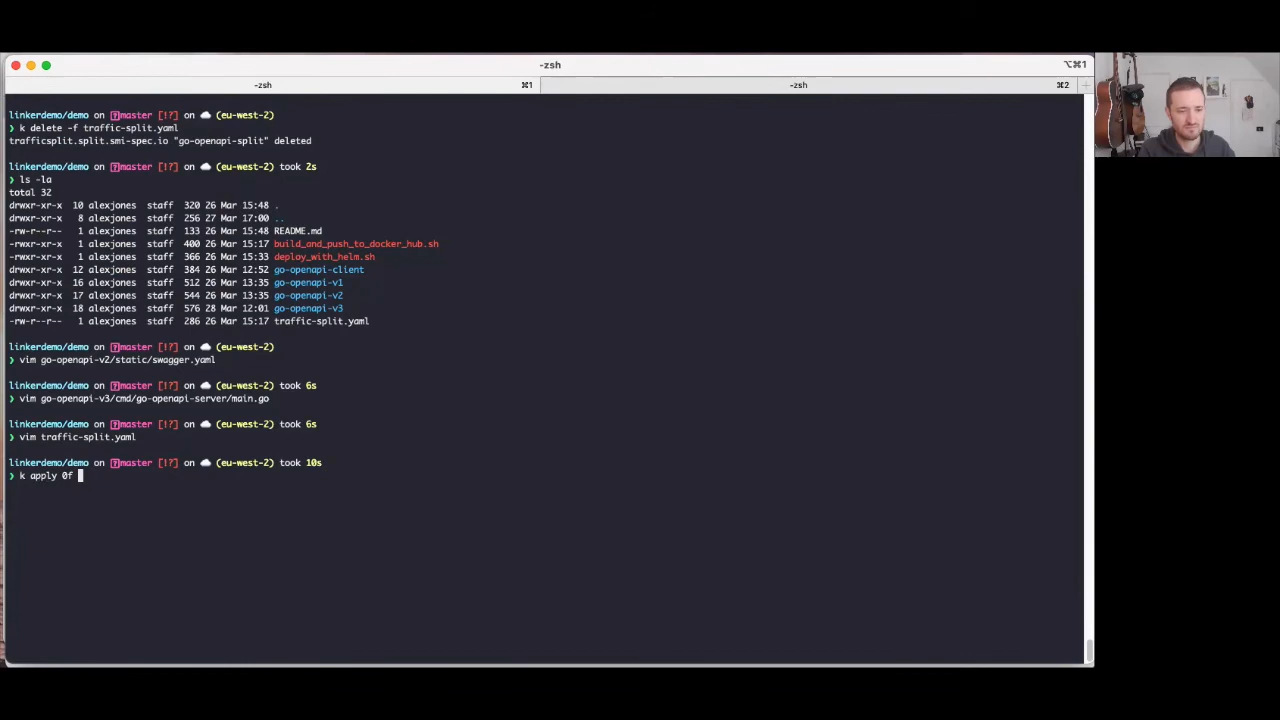 -zsh
⌥⌘1
-zsh
⌘1
-zsh
⌘2
+
linkerdemo/demo on master [!?] on ☁ (eu-west-2)
❯ k delete -f traffic-split.yaml
trafficsplit.split.smi-spec.io "go-openapi-split" deleted
linkerdemo/demo on master [!?] on ☁ (eu-west-2) took 2s
❯ ls -la
total 32
drwxr-xr-x 10 alexjones staff 320 26 Mar 15:48 .
drwxr-xr-x 8 alexjones staff 256 27 Mar 17:00 ..
-rw-r--r-- 1 alexjones staff 133 26 Mar 15:48 README.md
-rwxr-xr-x 1 alexjones staff 400 26 Mar 15:17 build_and_push_to_docker_hub.sh
-rwxr-xr-x 1 alexjones staff 366 26 Mar 15:33 deploy_with_helm.sh
drwxr-xr-x 12 alexjones staff 384 26 Mar 12:52 go-openapi-client
drwxr-xr-x 16 alexjones staff 512 26 Mar 13:35 go-openapi-v1
drwxr-xr-x 17 alexjones staff 544 26 Mar 13:35 go-openapi-v2
drwxr-xr-x 18 alexjones staff 576 28 Mar 12:01 go-openapi-v3
-rw-r--r-- 1 alexjones staff 286 26 Mar 15:17 traffic-split.yaml
linkerdemo/demo on master [!?] on ☁ (eu-west-2)
❯ vim go-openapi-v2/static/swagger.yaml
linkerdemo/demo on master [!?] on ☁ (eu-west-2) took 6s
❯ vim go-openapi-v3/cmd/go-openapi-server/main.go
linkerdemo/demo on master [!?] on ☁ (eu-west-2) took 6s
❯ vim traffic-split.yaml
linkerdemo/demo on master [!?] on ☁ (eu-west-2) took 10s
❯ k apply 0f